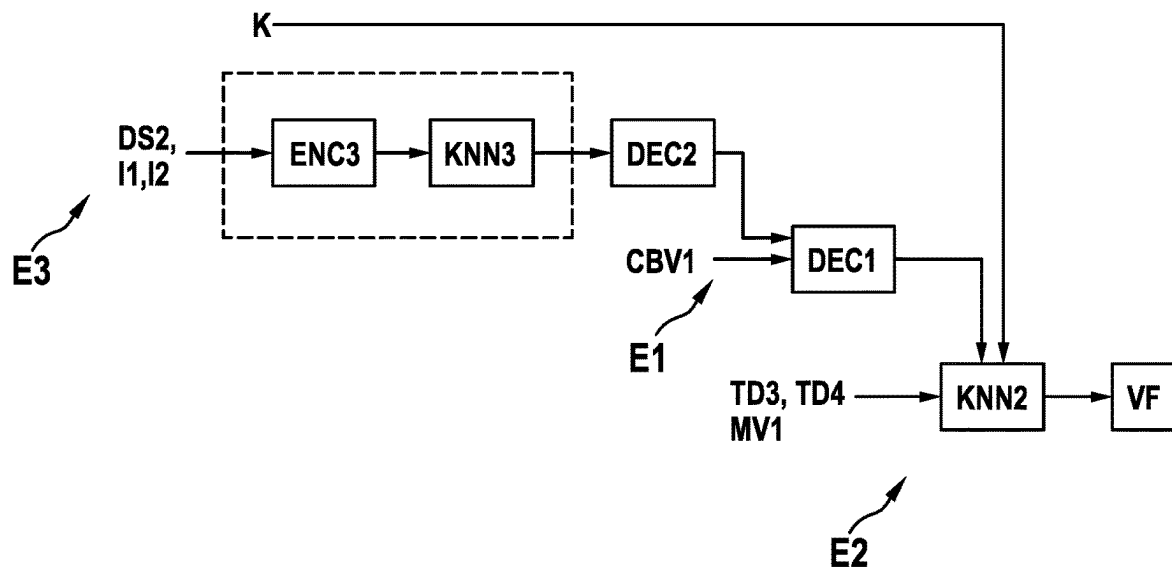 K
DS2,
I1,I2
ENC3
KNN3
DEC2
E3
CBV1
DEC1
E1
TD3, TD4
MV1
KNN2
VF
E2